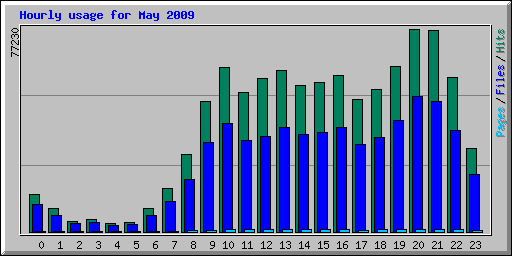 Hourly usage for May 2009
77230
Pages/Files/Hits
0 1 2 3 4 5 6 7 8 9 10 11 12 13 14 15 16 17 18 19 20 21 22 23